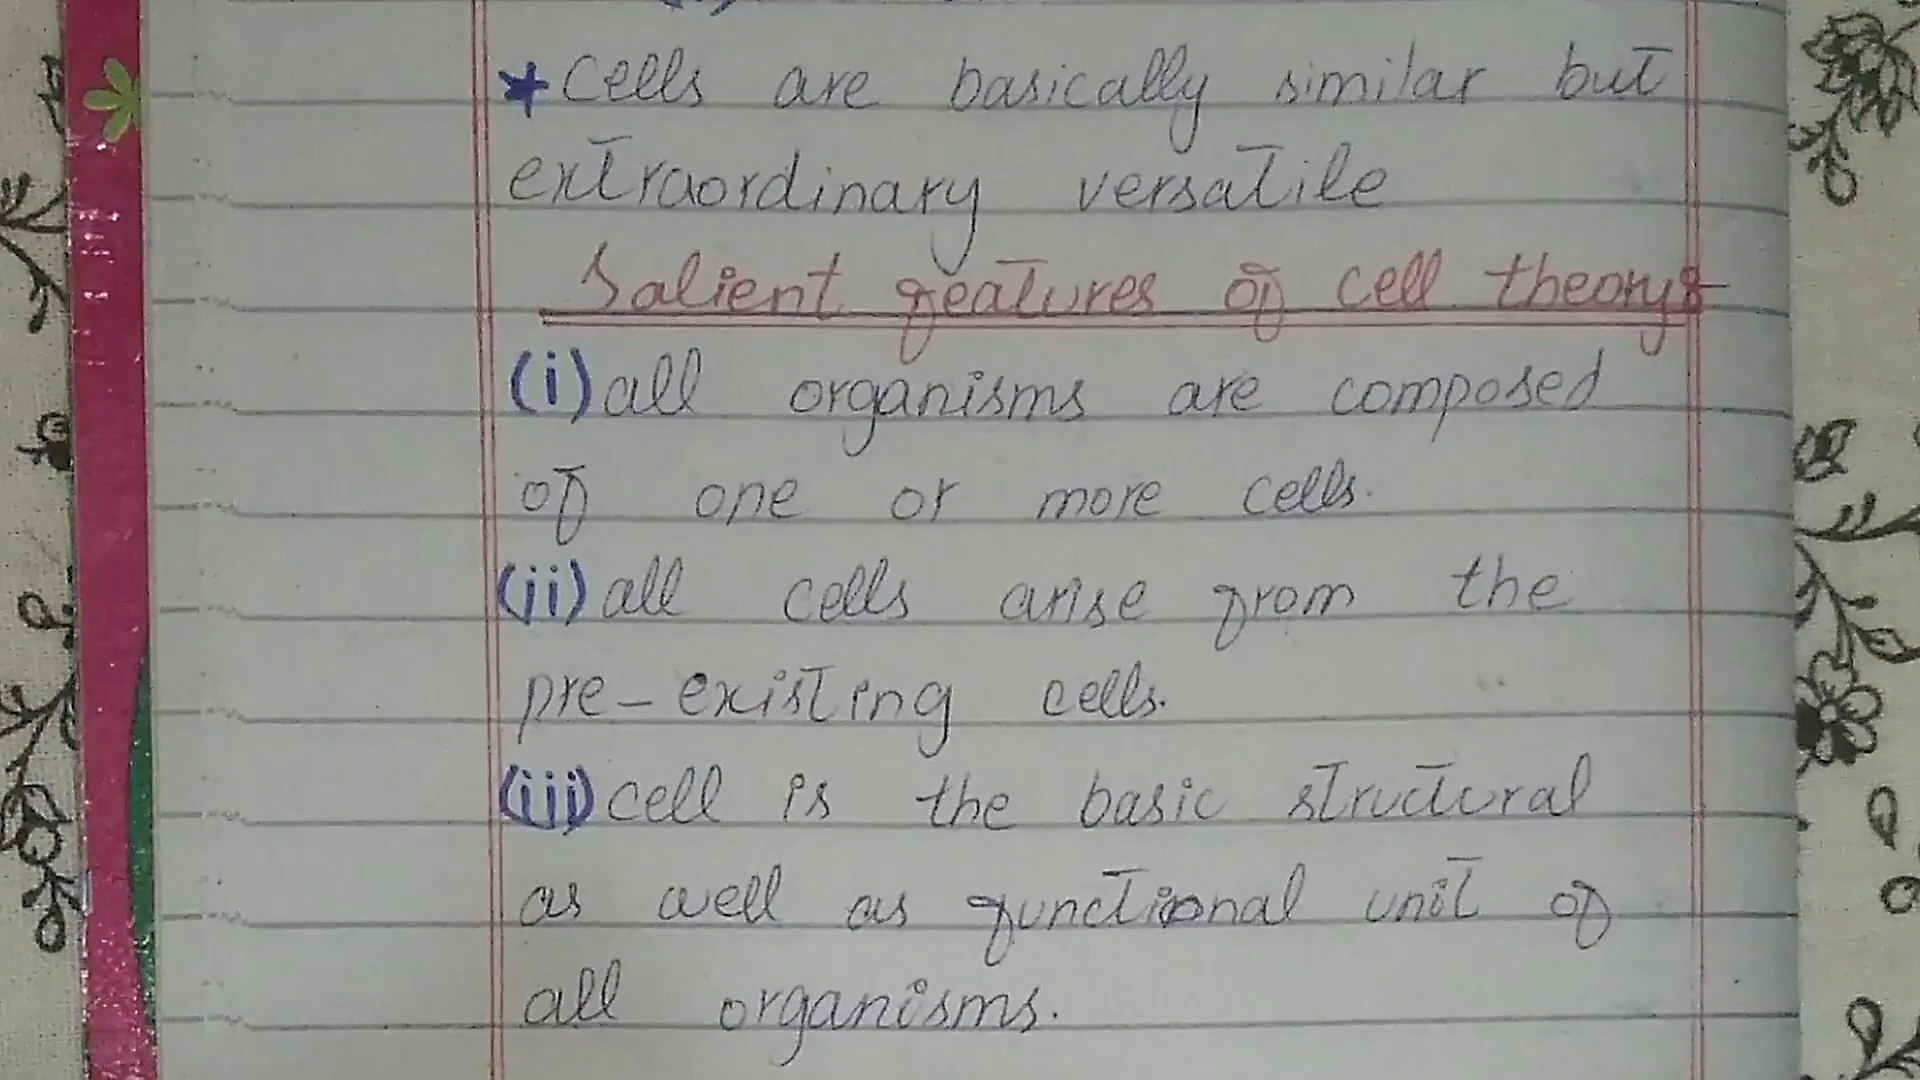 ★ Cells are basically similar but
extraordinary versatile
Salient features of cell theory:-
(i) all organisms are composed
of one or more cells.
(ii) all cells arise from the
pre-existing cells.
(iii) cell is the basic structural
as well as functional unit of
all organisms.